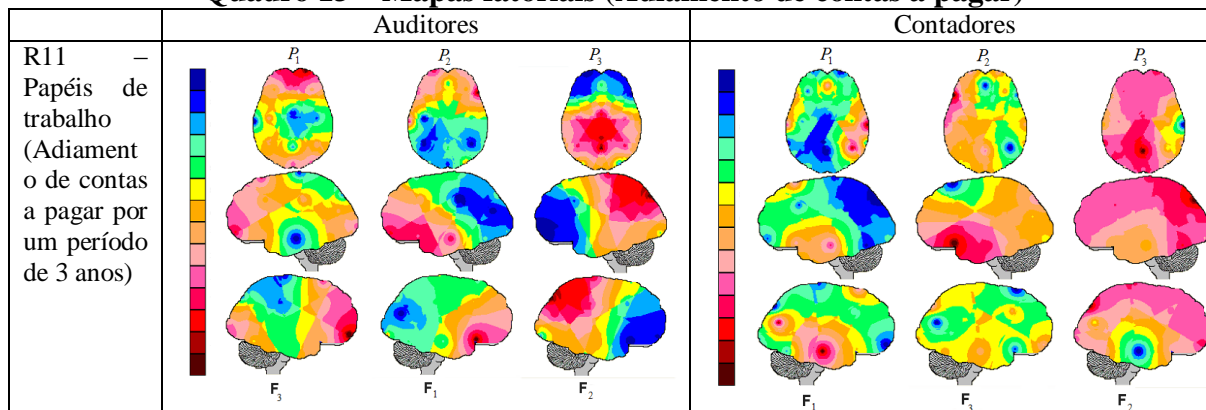 Auditores
Contadores
R11 –
Papéis de
trabalho
(Adiament
o de contas
a pagar por
um período
de 3 anos)
P1
P2
P3
P1
P2
P3
F3
F1
F2
F1
F3
F2